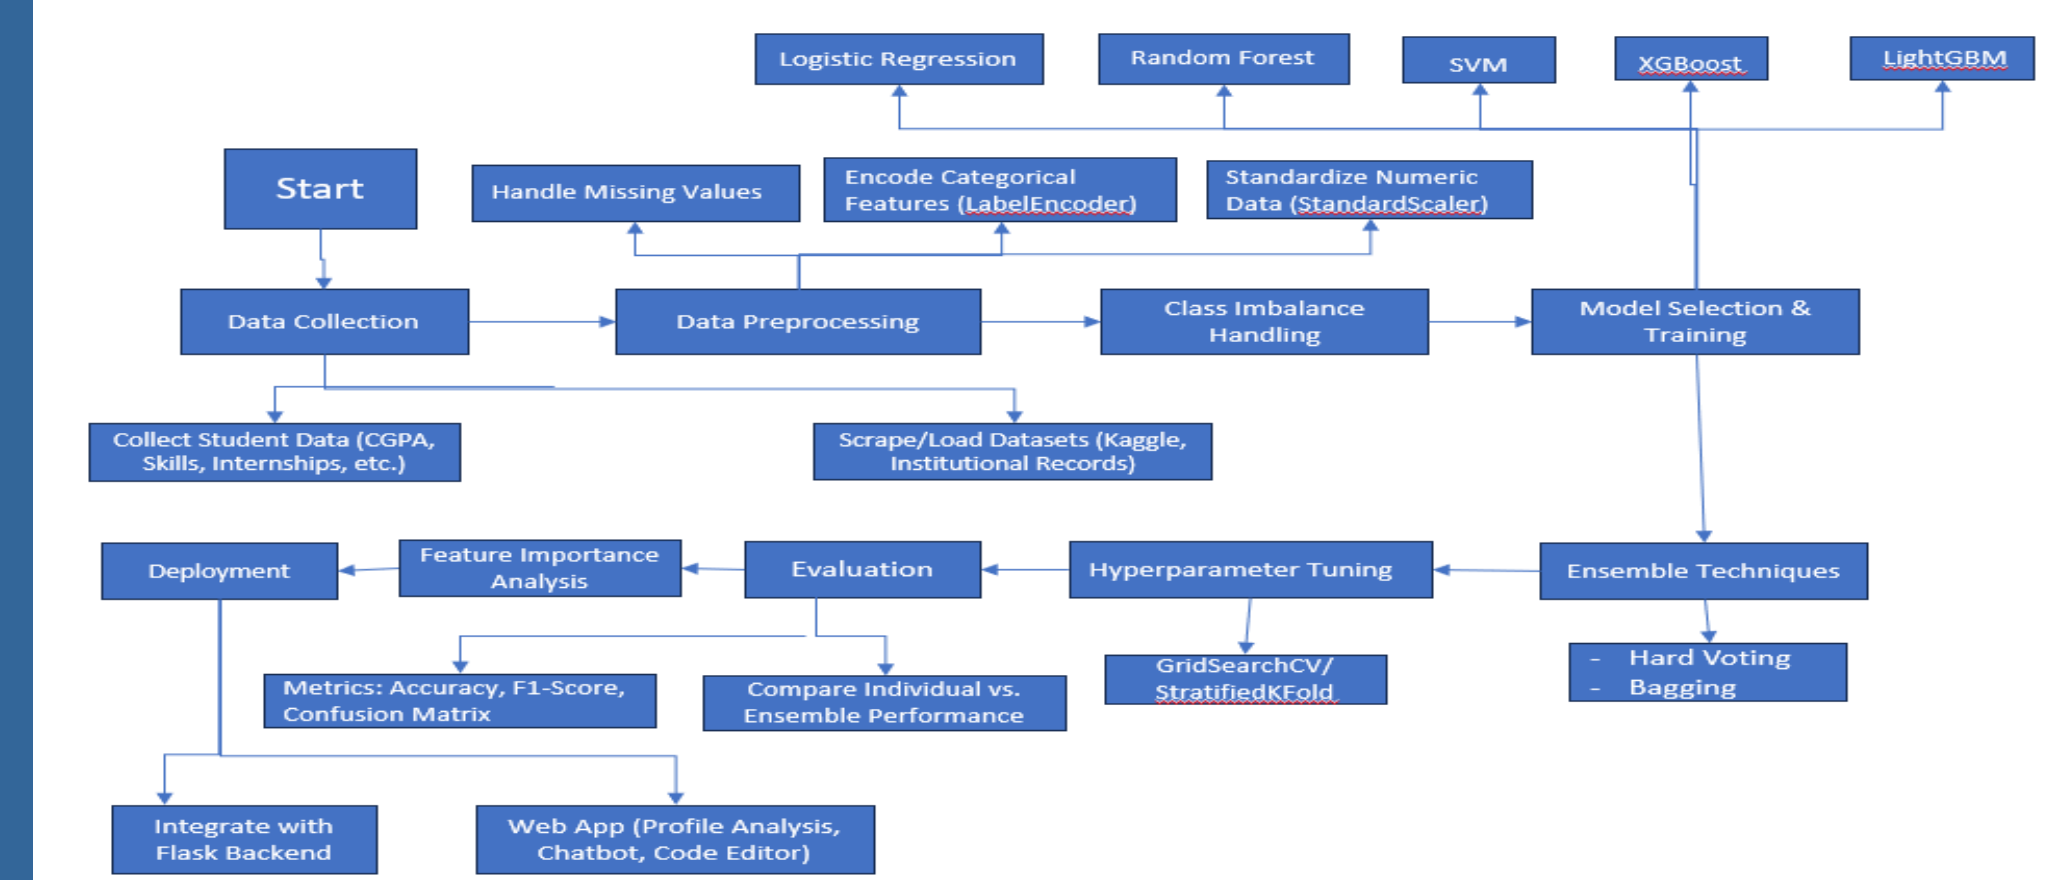 Logistic Regression
Random Forest
SVM
XGBoost
LightGBM
Start
Handle Missing Values
Encode Categorical
Features (LabelEncoder)
Standardize Numeric
Data (StandardScaler)
Data Collection
Data Preprocessing
Class Imbalance
Handling
Model Selection &
Training
Collect Student Data (CGPA,
Skills, Internships, etc.)
Scrape/Load Datasets (Kaggle,
Institutional Records)
Deployment
Feature Importance
Analysis
Evaluation
Hyperparameter Tuning
Ensemble Techniques
Metrics: Accuracy, F1-Score,
Confusion Matrix
Compare Individual vs.
Ensemble Performance
GridSearchCV/
StratifiedKFold
- Hard Voting
- Bagging
Integrate with
Flask Backend
Web App (Profile Analysis,
Chatbot, Code Editor)